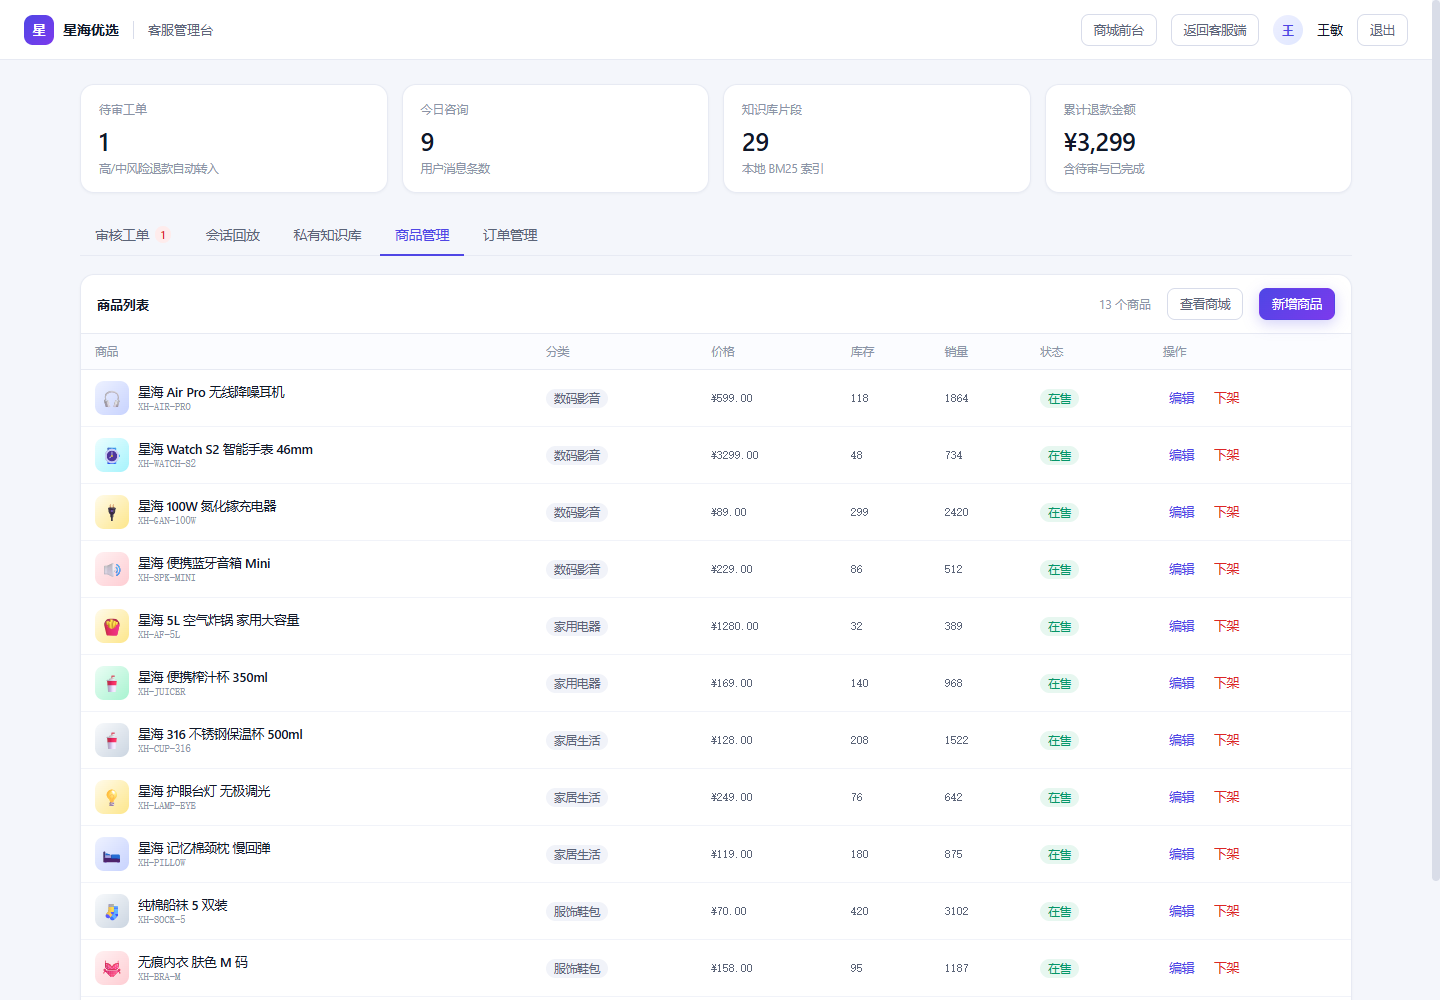 星 星海优选 客服管理台 商城前台 返回客服端 王 王敏 退出
待审工单 今日咨询 知识库片段 累计退款金额
1 9 29 ¥3,299
高/中风险退款自动转入 用户消息条数 本地 BM25 索引 含待审与已完成
审核工单 1 会话回放 私有知识库 商品管理 订单管理
商品列表 13 个商品 查看商城 新增商品
商品 分类 价格 库存 销量 状态 操作
星海 Air Pro 无线降噪耳机 数码影音 ¥599.00 118 1864 在售 编辑 下架
XH-AIR-PRO
星海 Watch S2 智能手表 46mm 数码影音 ¥3299.00 48 734 在售 编辑 下架
XH-WATCH-S2
星海 100W 氮化镓充电器 数码影音 ¥89.00 299 2420 在售 编辑 下架
XH-GAN-100W
星海 便携蓝牙音箱 Mini 数码影音 ¥229.00 86 512 在售 编辑 下架
XH-SPK-MINI
星海 5L 空气炸锅 家用大容量 家用电器 ¥1280.00 32 389 在售 编辑 下架
XH-AF-5L
星海 便携榨汁杯 350ml 家用电器 ¥169.00 140 968 在售 编辑 下架
XH-JUICER
星海 316 不锈钢保温杯 500ml 家居生活 ¥128.00 208 1522 在售 编辑 下架
XH-CUP-316
星海 护眼台灯 无极调光 家居生活 ¥249.00 76 642 在售 编辑 下架
XH-LAMP-EYE
星海 记忆棉颈枕 慢回弹 家居生活 ¥119.00 180 875 在售 编辑 下架
XH-PILLOW
纯棉船袜 5 双装 服饰鞋包 ¥70.00 420 3102 在售 编辑 下架
XH-SOCK-5
无痕内衣 肤色 M 码 服饰鞋包 ¥158.00 95 1187 在售 编辑 下架
XH-BRA-M